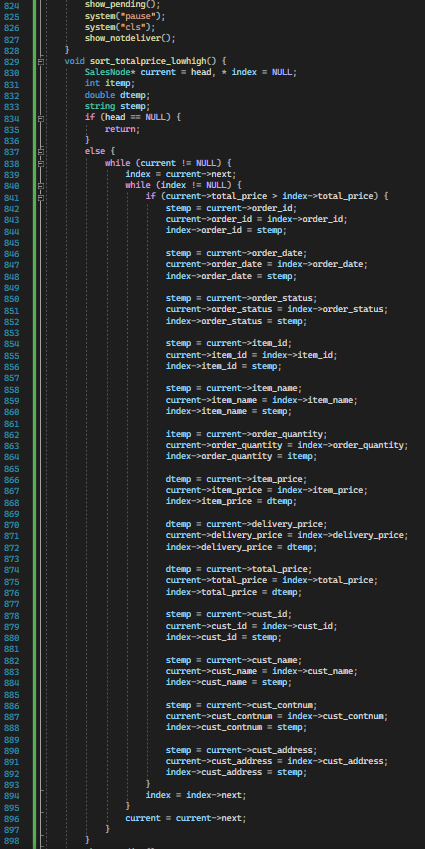 824 show_pending();
825 system("pause");
826 system("cls");
827 show_notdeliver();
828 }
829 void sort_totalprice_lowhigh() {
830 SalesNode* current = head, * index = NULL;
831 int itemp;
832 double dtemp;
833 string stemp;
834 if (head == NULL) {
835 return;
836 }
837 else {
838 while (current != NULL) {
839 index = current->next;
840 while (index != NULL) {
841 if (current->total_price > index->total_price) {
842 stemp = current->order_id;
843 current->order_id = index->order_id;
844 index->order_id = stemp;
845
846 stemp = current->order_date;
847 current->order_date = index->order_date;
848 index->order_date = stemp;
849
850 stemp = current->order_status;
851 current->order_status = index->order_status;
852 index->order_status = stemp;
853
854 stemp = current->item_id;
855 current->item_id = index->item_id;
856 index->item_id = stemp;
857
858 stemp = current->item_name;
859 current->item_name = index->item_name;
860 index->item_name = stemp;
861
862 itemp = current->order_quantity;
863 current->order_quantity = index->order_quantity;
864 index->order_quantity = itemp;
865
866 dtemp = current->item_price;
867 current->item_price = index->item_price;
868 index->item_price = dtemp;
869
870 dtemp = current->delivery_price;
871 current->delivery_price = index->delivery_price;
872 index->delivery_price = dtemp;
873
874 dtemp = current->total_price;
875 current->total_price = index->total_price;
876 index->total_price = dtemp;
877
878 stemp = current->cust_id;
879 current->cust_id = index->cust_id;
880 index->cust_id = stemp;
881
882 stemp = current->cust_name;
883 current->cust_name = index->cust_name;
884 index->cust_name = stemp;
885
886 stemp = current->cust_contnum;
887 current->cust_contnum = index->cust_contnum;
888 index->cust_contnum = stemp;
889
890 stemp = current->cust_address;
891 current->cust_address = index->cust_address;
892 index->cust_address = stemp;
893 }
894 index = index->next;
895 }
896 current = current->next;
897 }
898 }